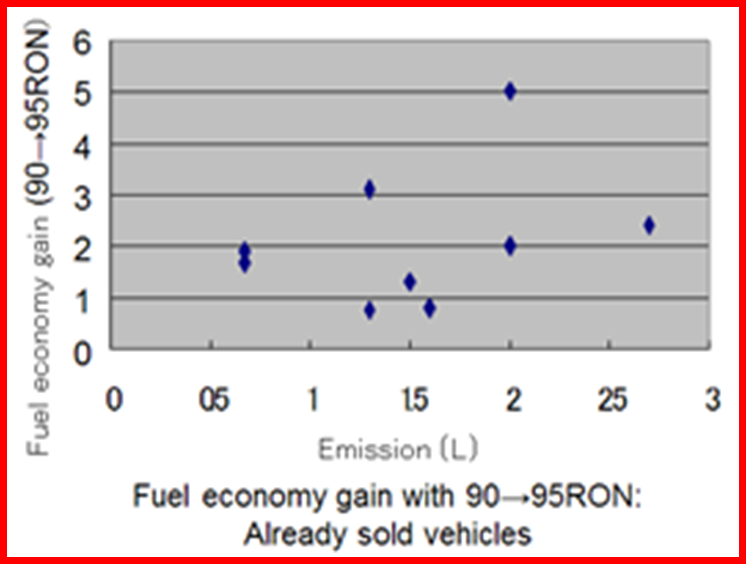 Fuel economy gain (90→95RON)
6
5
4
3
2
1
0
0 05 1 15 2 25 3
Emission (L)
Fuel economy gain with 90→95RON:
Already sold vehicles